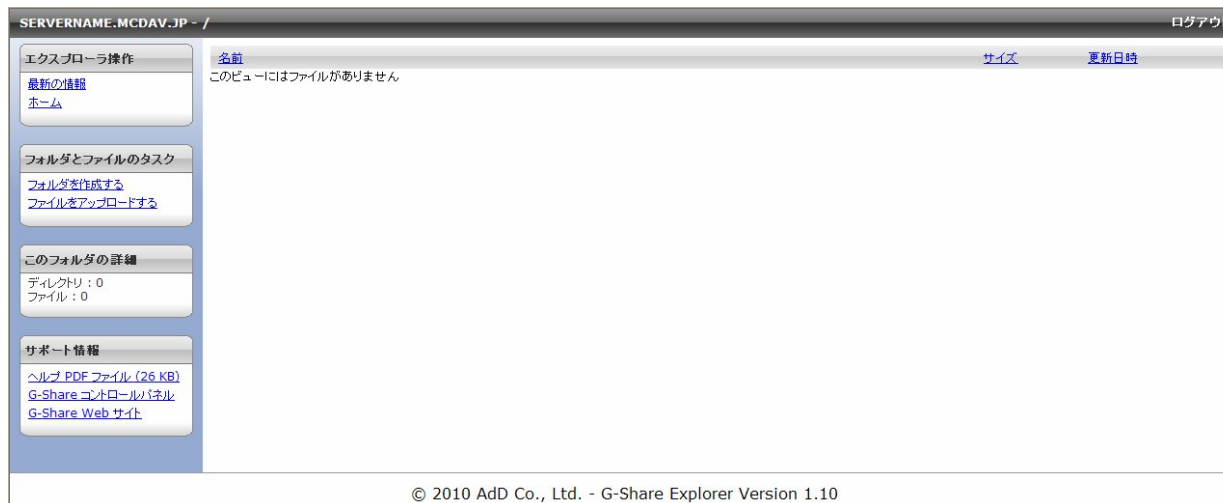 SERVERNAME.MCDAV.JP - /
ログアウ
エクスプローラ操作
最新の情報
ホーム
フォルダとファイルのタスク
フォルダを作成する
ファイルをアップロードする
このフォルダの詳細
ディレクトリ : 0
ファイル : 0
サポート情報
ヘルプ PDF ファイル (26 KB)
G-Share コントロールパネル
G-Share Web サイト
名前 サイズ 更新日時
このビューにはファイルがありません
© 2010 AdD Co., Ltd. - G-Share Explorer Version 1.10